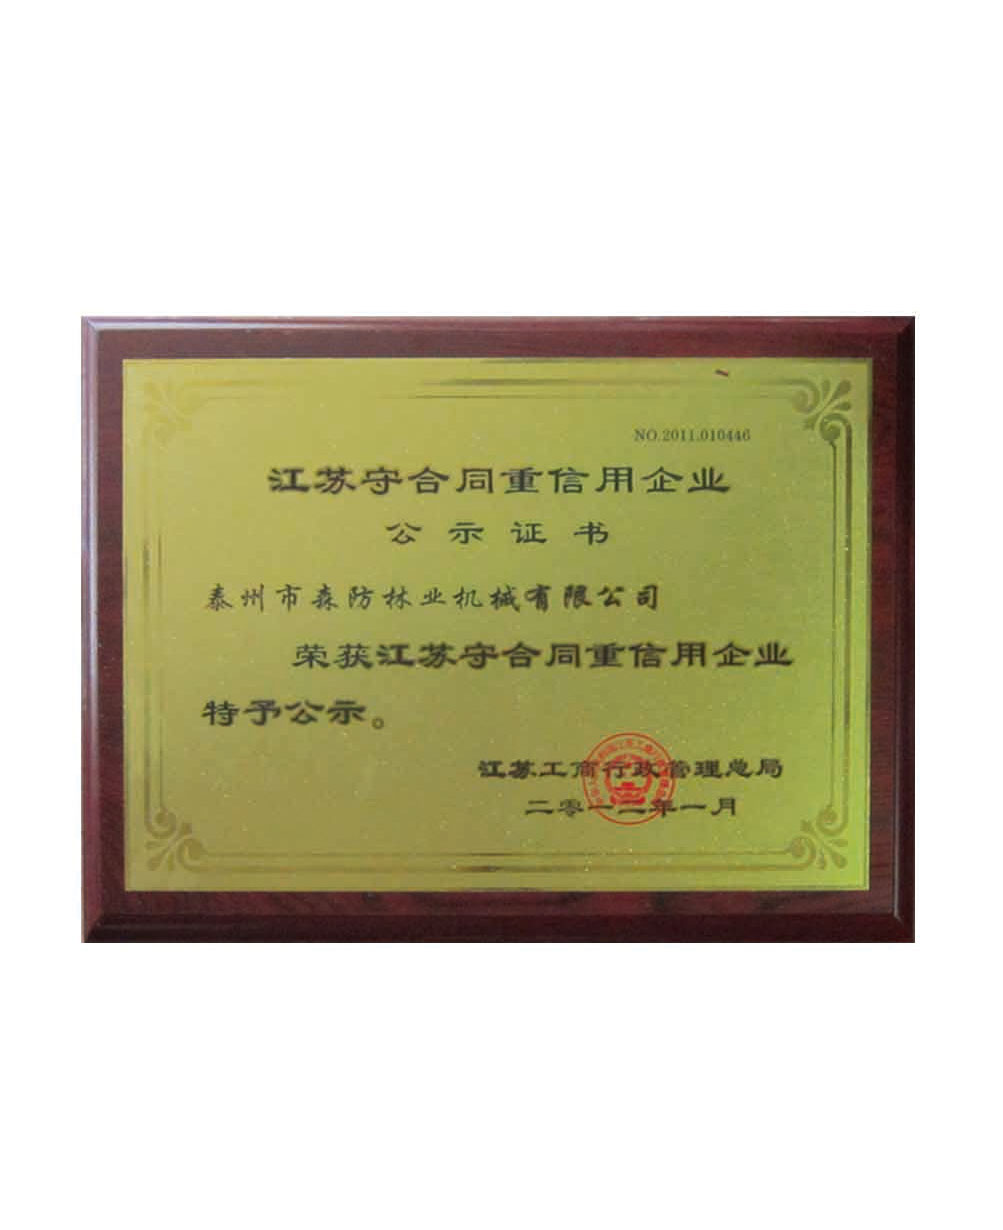 NO.2011.010446
江苏守合同重信用企业
公示证书
泰州市森防林业机械有限公司
荣获江苏守合同重信用企业
特予公示。
江苏工商行政管理总局
二零一二年一月